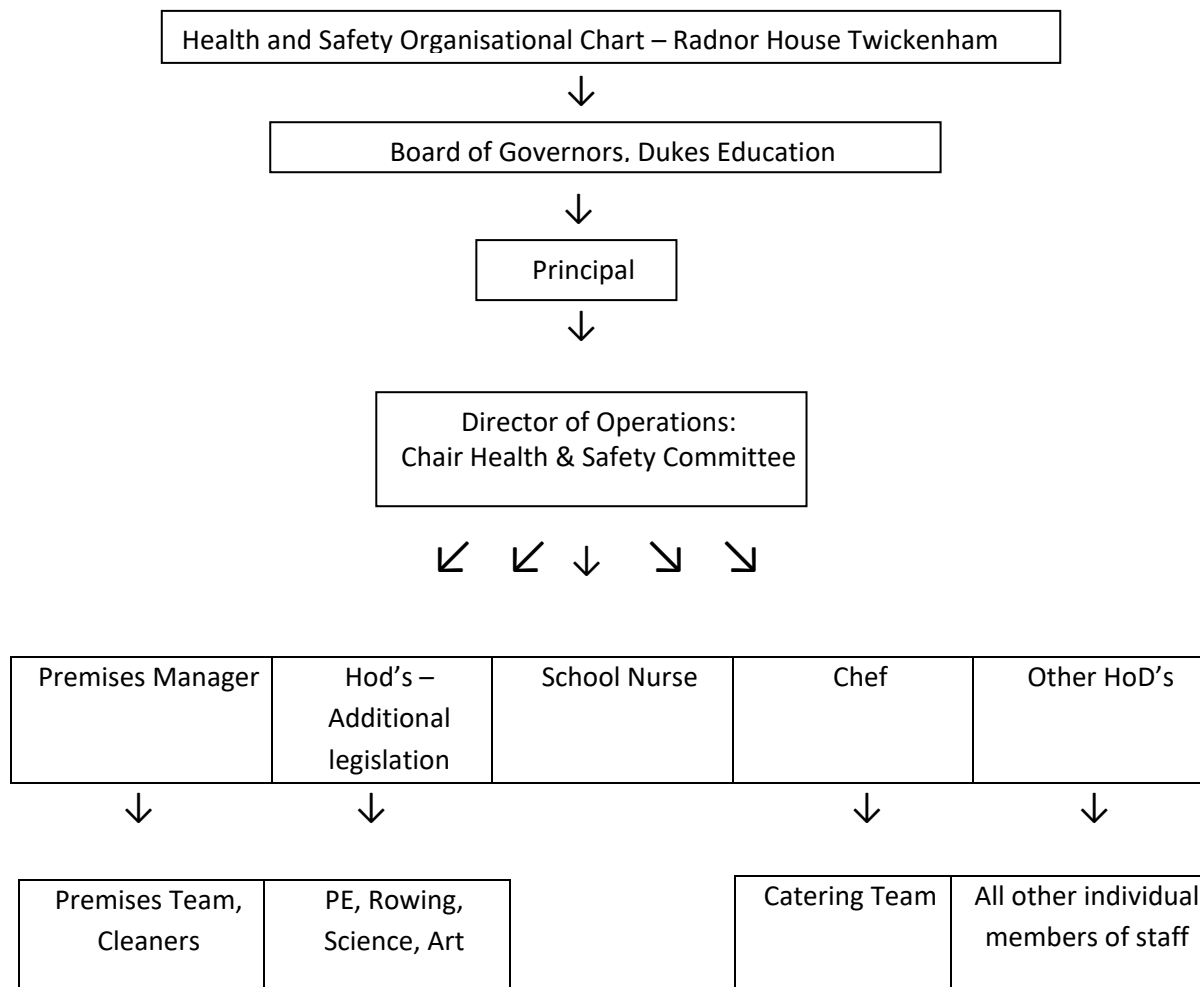 Health and Safety Organisational Chart – Radnor House Twickenham
Board of Governors, Dukes Education
Principal
Director of Operations:
Chair Health & Safety Committee
Premises Manager
Hod's –
Additional
legislation
School Nurse
Chef
Other HoD's
Premises Team,
Cleaners
PE, Rowing,
Science, Art
Catering Team
All other individual
members of staff